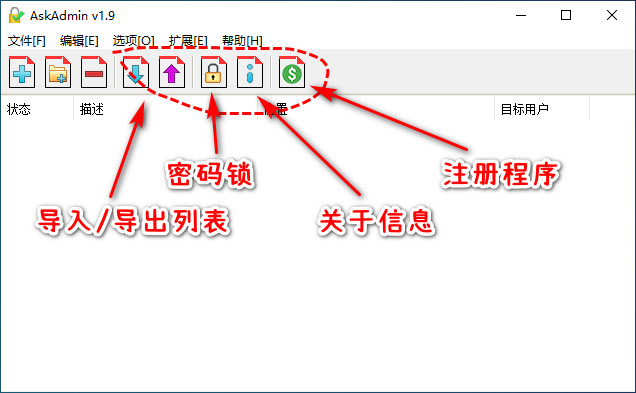 AskAdmin v1.9
文件[F] 编辑[E] 选项[O] 扩展[E] 帮助[H]
状态 描述 置 目标用户
密码锁 注册程序
导入/导出列表 关于信息